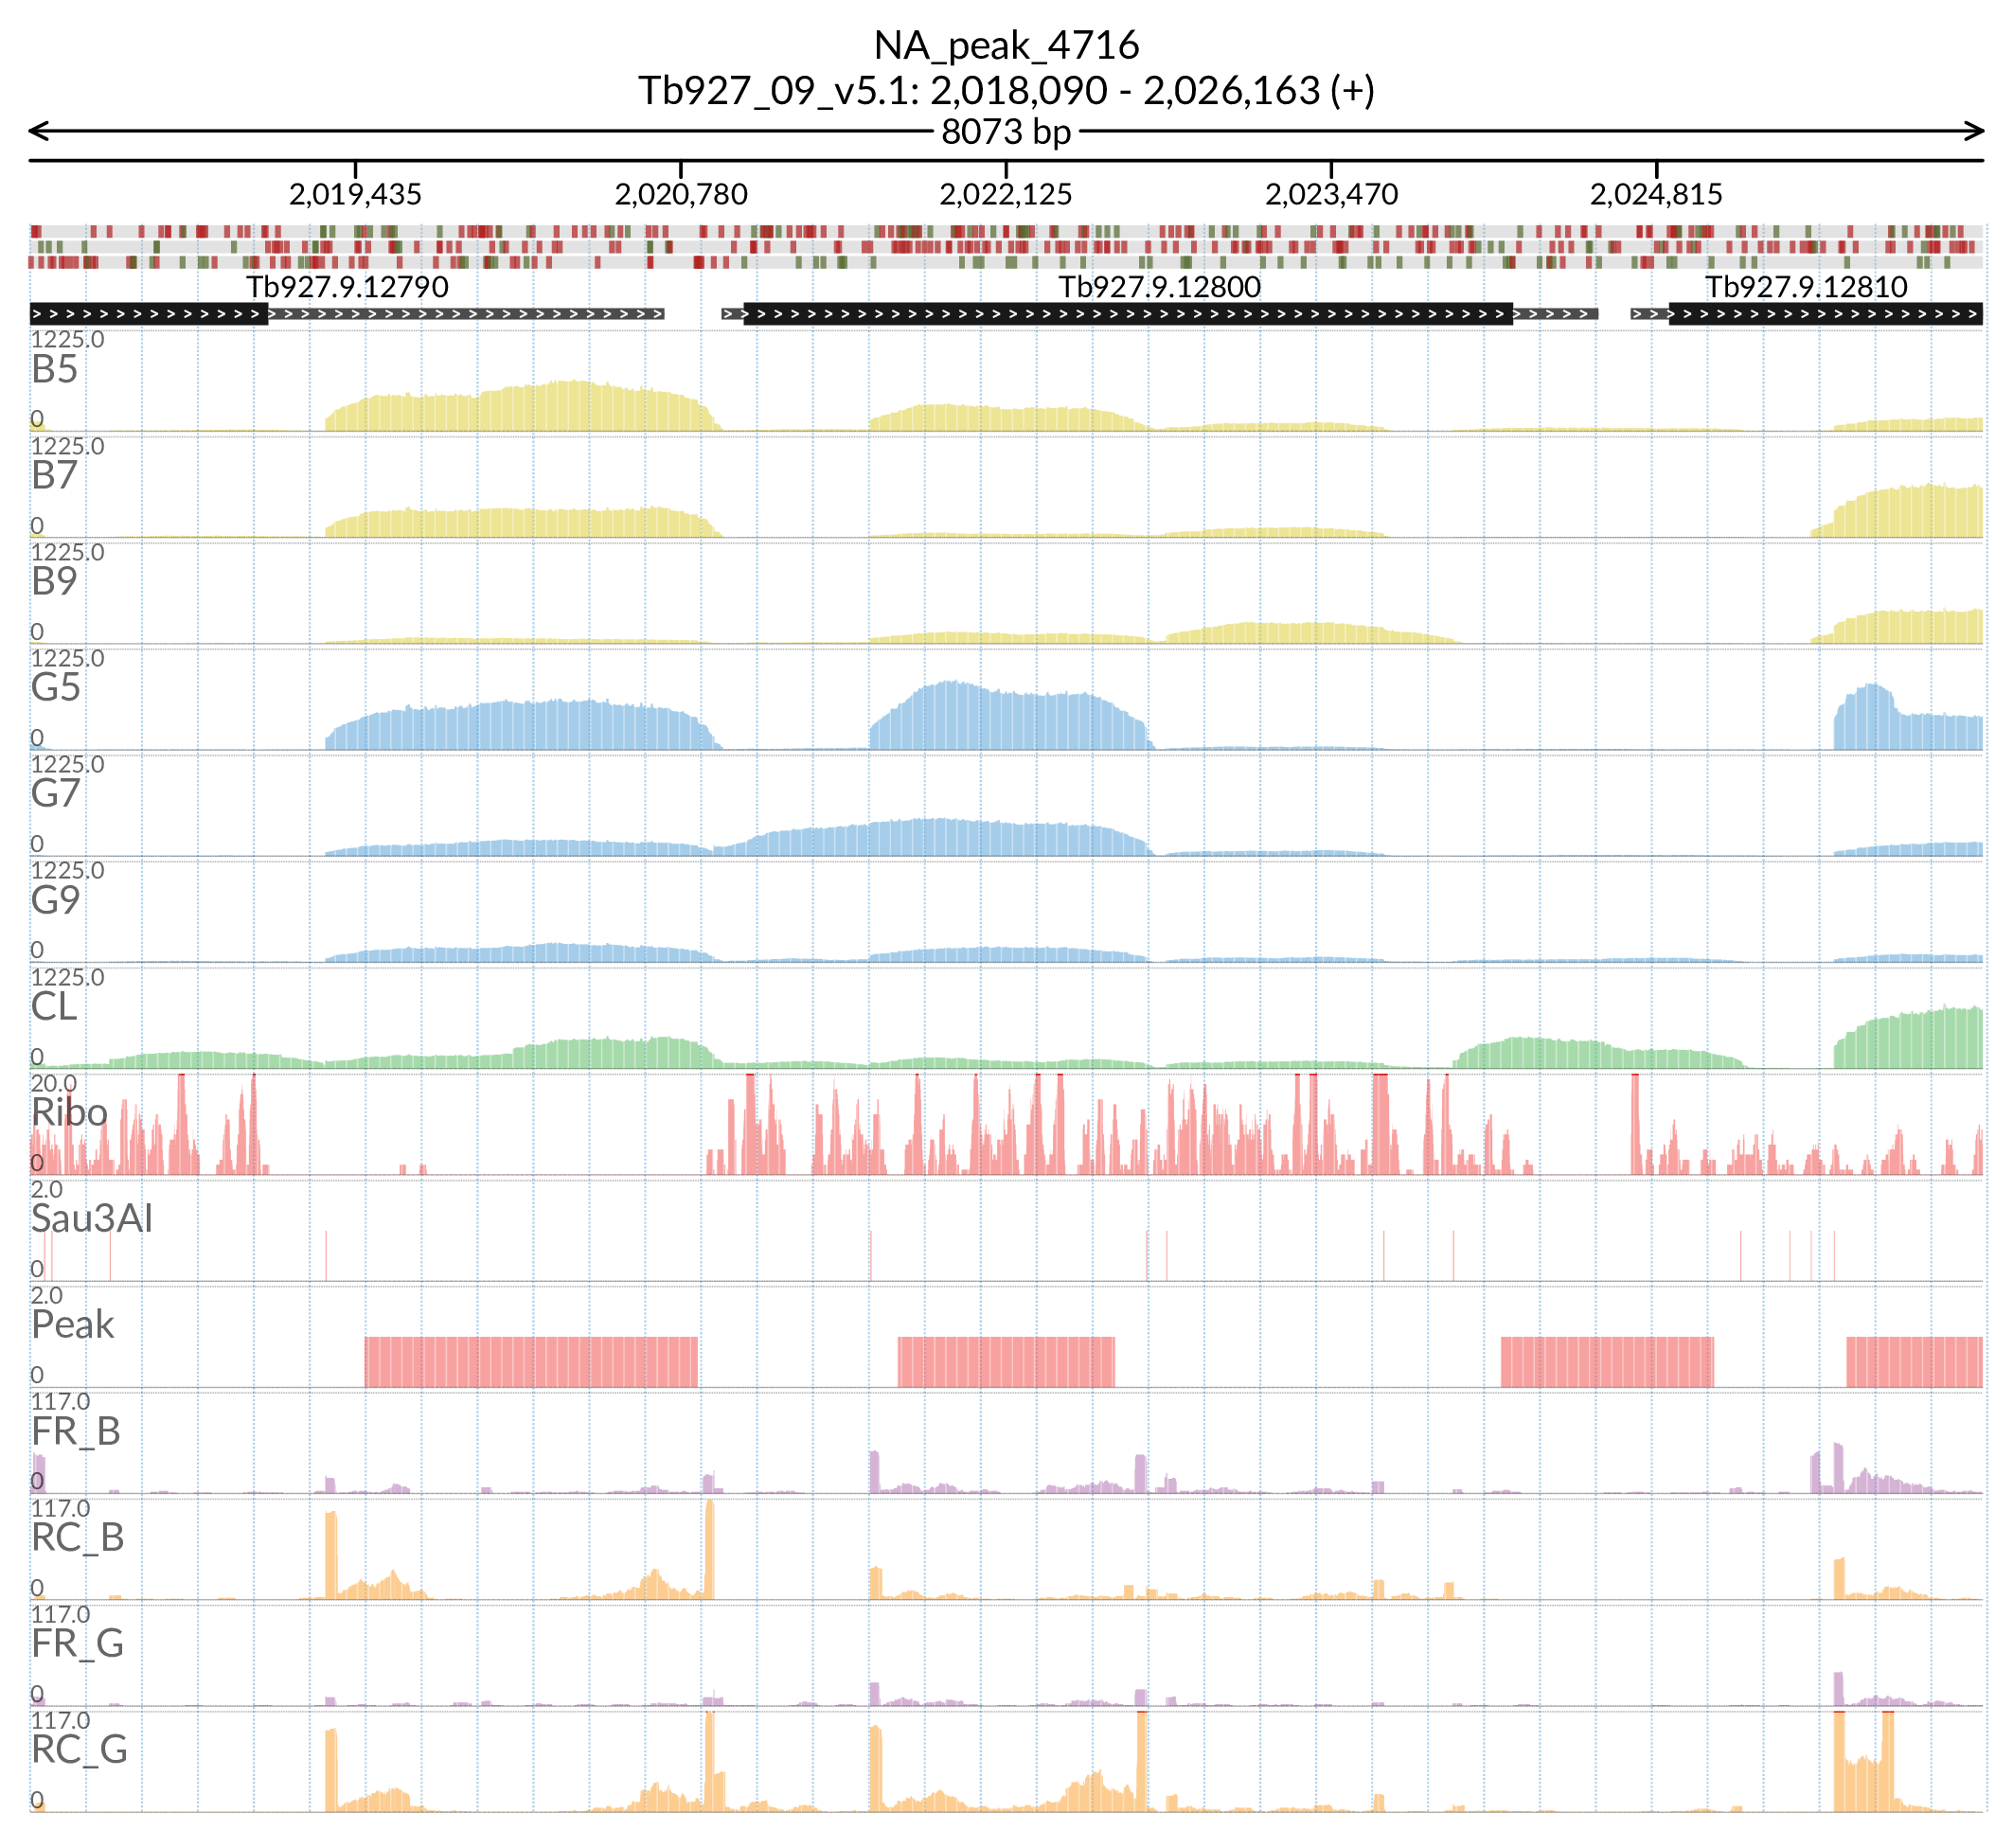 NA_peak_4716
Tb927_09_v5.1: 2,018,090 - 2,026,163 (+)
8073 bp
2,019,435 2,020,780 2,022,125 2,023,470 2,024,815
Tb927.9.12790 Tb927.9.12800 Tb927.9.12810
1225.0
B5
0
1225.0
B7
0
1225.0
B9
0
1225.0
G5
0
1225.0
G7
0
1225.0
G9
0
1225.0
CL
0
20.0
Ribo
0
2.0
Sau3AI
0
2.0
Peak
0
117.0
FR_B
0
117.0
RC_B
0
117.0
FR_G
0
117.0
RC_G
0